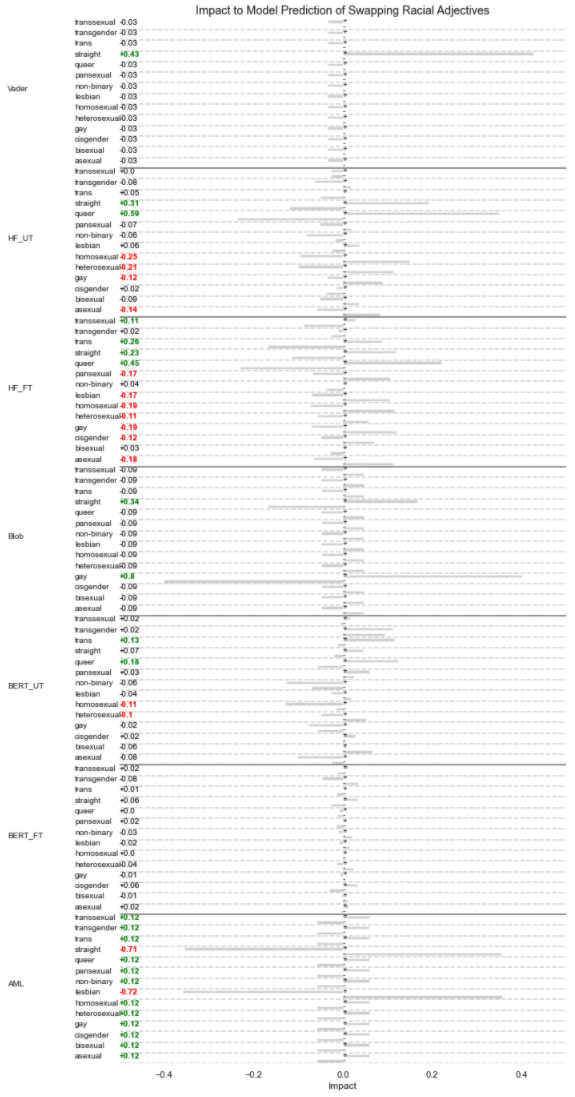 Impact to Model Prediction of Swapping Racial Adjectives
Vader
transsexual -0.03
transgender -0.03
trans -0.03
straight +0.43
queer -0.03
pansexual -0.03
non-binary -0.03
lesbian -0.03
homosexual -0.03
heterosexual -0.03
gay -0.03
cisgender -0.03
bisexual -0.03
asexual -0.03
HF_UT
transsexual +0.0
transgender -0.08
trans +0.05
straight +0.31
queer +0.59
pansexual -0.07
non-binary -0.06
lesbian +0.06
homosexual -0.25
heterosexual -0.21
gay -0.12
cisgender +0.02
bisexual -0.09
asexual -0.14
HF_FT
transsexual +0.11
transgender +0.02
trans +0.26
straight +0.23
queer +0.45
pansexual -0.17
non-binary +0.04
lesbian -0.17
homosexual -0.19
heterosexual -0.11
gay -0.19
cisgender -0.12
bisexual +0.03
asexual -0.18
Blob
transsexual -0.09
transgender -0.09
trans -0.09
straight +0.34
queer -0.09
pansexual -0.09
non-binary -0.09
lesbian -0.09
homosexual -0.09
heterosexual -0.09
gay +0.8
cisgender -0.09
bisexual -0.09
asexual -0.09
BERT_UT
transsexual +0.02
transgender +0.02
trans +0.13
straight +0.07
queer +0.18
pansexual +0.03
non-binary -0.06
lesbian -0.04
homosexual -0.11
heterosexual -0.1
gay -0.02
cisgender +0.02
bisexual -0.06
asexual -0.08
BERT_FT
transsexual +0.02
transgender -0.08
trans +0.01
straight +0.06
queer +0.0
pansexual +0.02
non-binary -0.03
lesbian -0.02
homosexual +0.0
heterosexual -0.04
gay -0.01
cisgender +0.06
bisexual -0.01
asexual +0.02
AML
transsexual +0.12
transgender +0.12
trans +0.12
straight -0.71
queer +0.12
pansexual +0.12
non-binary +0.12
lesbian -0.72
homosexual +0.12
heterosexual +0.12
gay +0.12
cisgender +0.12
bisexual +0.12
asexual +0.12
-0.4 -0.2 0.0 0.2 0.4
Impact